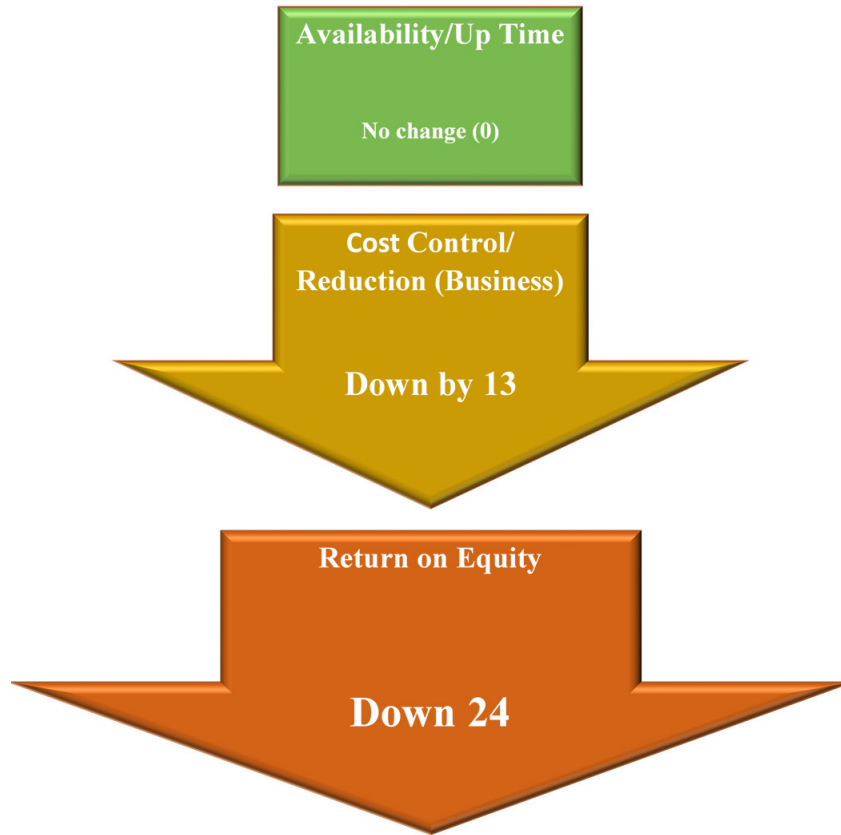 Availability/Up Time
No change (0)
Cost Control/
Reduction (Business)
Down by 13
Return on Equity
Down 24